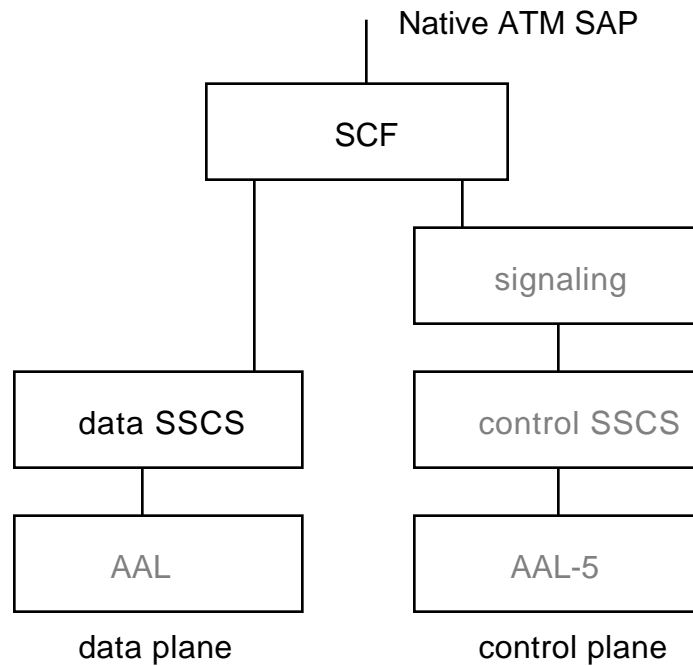 Native ATM SAP
SCF
signaling
data SSCS
control SSCS
AAL
AAL-5
data plane
control plane